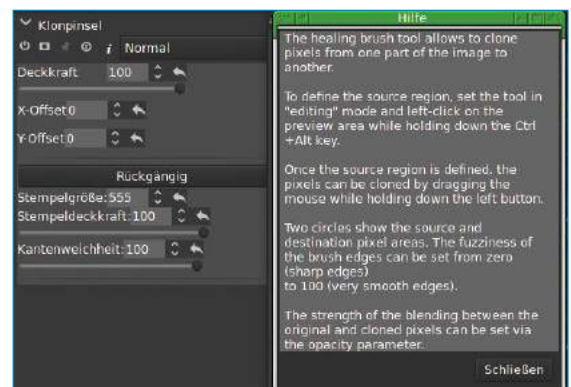 Klonpinsel
i Normal
Deckkraft 100
X-Offset 0
Y-Offset 0
Rückgängig
Stempelgröße: 555
Stempeldeckkraft: 100
Kantenweichheit: 100
Hilfe
The healing brush tool allows to clone
pixels from one part of the image to
another.
To define the source region, set the tool in
"editing" mode and left-click on the
preview area while holding down the Ctrl
+Alt key.
Once the source region is defined, the
pixels can be cloned by dragging the
mouse while holding down the left button.
Two circles show the source and
destination pixel areas. The fuzziness of
the brush edges can be set from zero
(sharp edges)
to 100 (very smooth edges).
The strength of the blending between the
original and cloned pixels can be set via
the opacity parameter.
Schließen